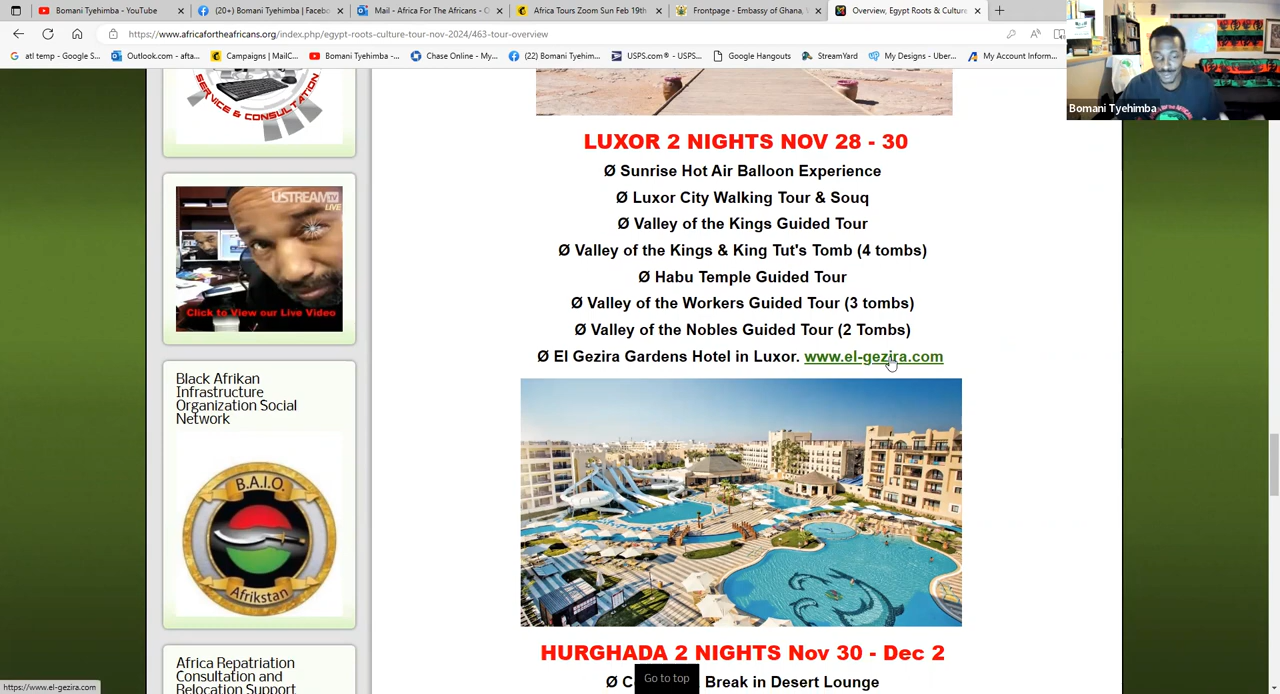 Bomani Tyehimba - YouTube
(20+) Bomani Tyehimba | Faceb
Mail - Africa For The Africans - O
Africa Tours Zoom Sun Feb 19th
Frontpage - Embassy of Ghana, 
Overview, Egypt Roots & Culture
https://www.africafortheafricans.org/index.php/egypt-roots-culture-tour-nov-2024/463-tour-overview
atl temp - Google S...
Outlook.com - afta...
Campaigns | MailC...
Bomani Tyehimba -...
Chase Online - My...
(22) Bomani Tyehim...
USPS.com® - USPS...
Google Hangouts
StreamYard
My Designs - Uber...
My Account Inform...
Bomani Tyehimba
SERVICE & CONSULTATION
LUXOR 2 NIGHTS NOV 28 - 30
Ø Sunrise Hot Air Balloon Experience
Ø Luxor City Walking Tour & Souq
Ø Valley of the Kings Guided Tour
Ø Valley of the Kings & King Tut's Tomb (4 tombs)
Ø Habu Temple Guided Tour
Ø Valley of the Workers Guided Tour (3 tombs)
Ø Valley of the Nobles Guided Tour (2 Tombs)
Ø El Gezira Gardens Hotel in Luxor. www.el-gezira.com
USTREAM TV
LIVE
Click to View our Live Video
Black Afrikan
Infrastructure
Organization Social
Network
B.A.I.O.
Afrikstan
HURGHADA 2 NIGHTS Nov 30 - Dec 2
Africa Repatriation
Consultation and
Relocation Support
Go to top
Break in Desert Lounge
https://www.el-gezira.com